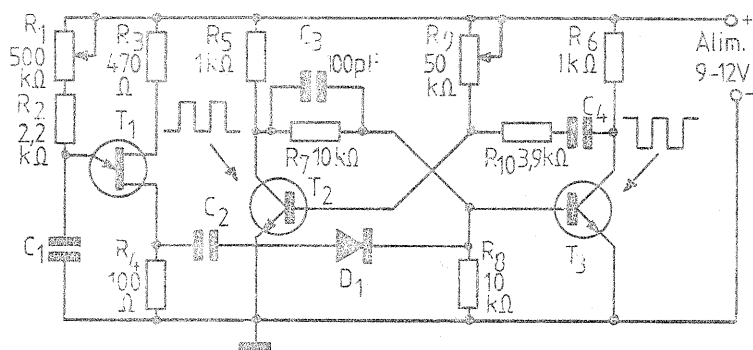 R1
500
kΩ
R2
2,2
kΩ
R3
470
Ω
T1
C1
R4
100
Ω
R5
1kΩ
C3
100pF
R7 10kΩ
T2
C2
D1
R9
50
kΩ
R10 3,9kΩ
C4
R6
1kΩ
R8
10
kΩ
T3
+
Alim.
9-12V
-